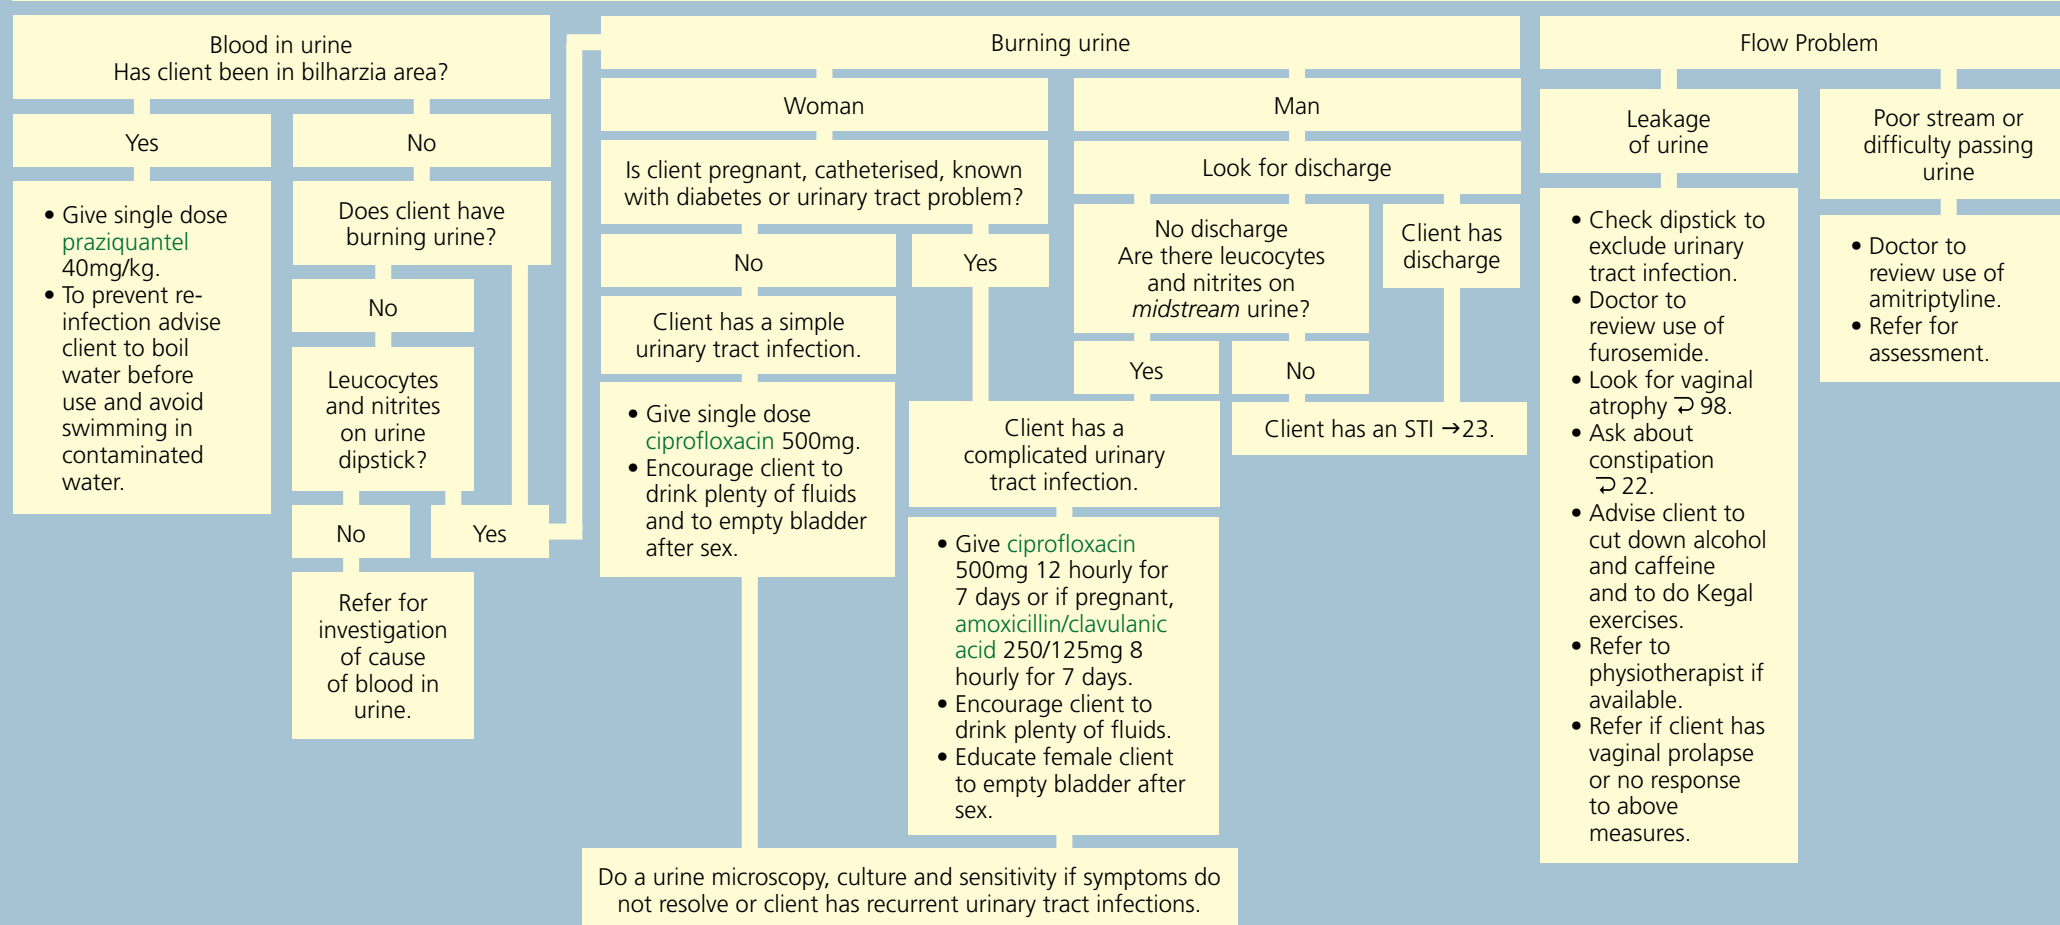 Blood in urine
Has client been in bilharzia area?
Yes
• Give single dose
praziquantel
40mg/kg.
• To prevent re-
infection advise
client to boil
water before
use and avoid
swimming in
contaminated
water.
No
Does client have
burning urine?
No
Leucocytes
and nitrites
on urine
dipstick?
No
Yes
Refer for
investigation
of cause
of blood in
urine.
Burning urine
Woman
Is client pregnant, catheterised, known
with diabetes or urinary tract problem?
No
Client has a simple
urinary tract infection.
• Give single dose
ciprofloxacin 500mg.
• Encourage client to
drink plenty of fluids
and to empty bladder
after sex.
Yes
Man
Look for discharge
No discharge
Are there leucocytes
and nitrites on
midstream urine?
Client has
discharge
Yes
No
Client has an STI →23.
Client has a
complicated urinary
tract infection.
• Give ciprofloxacin
500mg 12 hourly for
7 days or if pregnant,
amoxicillin/clavulanic
acid 250/125mg 8
hourly for 7 days.
• Encourage client to
drink plenty of fluids.
• Educate female client
to empty bladder after
sex.
Do a urine microscopy, culture and sensitivity if symptoms do
not resolve or client has recurrent urinary tract infections.
Flow Problem
Leakage
of urine
• Check dipstick to
exclude urinary
tract infection.
• Doctor to
review use of
furosemide.
• Look for vaginal
atrophy ⮌ 98.
• Ask about
constipation
⮌ 22.
• Advise client to
cut down alcohol
and caffeine
and to do Kegal
exercises.
• Refer to
physiotherapist if
available.
• Refer if client has
vaginal prolapse
or no response
to above
measures.
Poor stream or
difficulty passing
urine
• Doctor to
review use of
amitriptyline.
• Refer for
assessment.